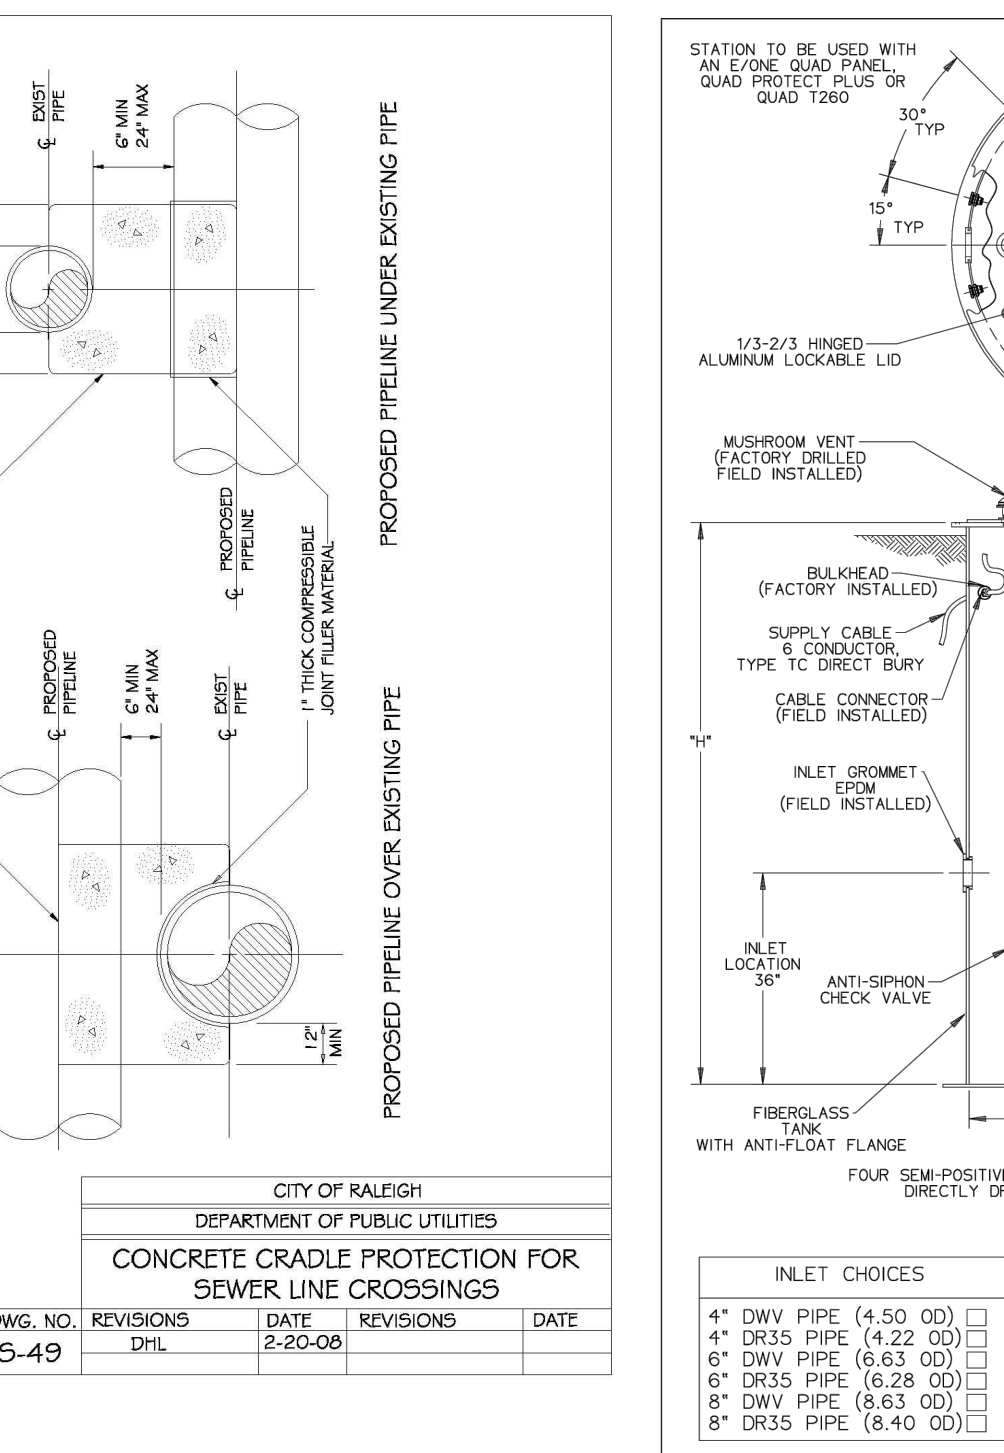 EXIST
PIPE
6" MIN
24" MAX
PROPOSED PIPELINE UNDER EXISTING PIPE
PROPOSED
PIPELINE
1" THICK COMPRESSIBLE
JOINT FILLER MATERIAL
PROPOSED
PIPELINE
6" MIN
24" MAX
EXIST
PIPE
PROPOSED PIPELINE OVER EXISTING PIPE
12"
MIN
CITY OF RALEIGH
DEPARTMENT OF PUBLIC UTILITIES
CONCRETE CRADLE PROTECTION FOR
SEWER LINE CROSSINGS
WG. NO. REVISIONS DATE REVISIONS DATE
S-49 DHL 2-20-08
STATION TO BE USED WITH
AN E/ONE QUAD PANEL,
QUAD PROTECT PLUS OR
QUAD T260
30°
TYP
15°
TYP
1/3-2/3 HINGED
ALUMINUM LOCKABLE LID
MUSHROOM VENT
(FACTORY DRILLED
FIELD INSTALLED)
BULKHEAD
(FACTORY INSTALLED)
SUPPLY CABLE
6 CONDUCTOR,
TYPE TC DIRECT BURY
CABLE CONNECTOR
(FIELD INSTALLED)
"H"
INLET GROMMET
EPDM
(FIELD INSTALLED)
INLET
LOCATION
36"
ANTI-SIPHON
CHECK VALVE
FIBERGLASS
TANK
WITH ANTI-FLOAT FLANGE
FOUR SEMI-POSITIV
DIRECTLY D
INLET CHOICES
4" DWV PIPE (4.50 OD) ☐
4" DR35 PIPE (4.22 OD) ☐
6" DWV PIPE (6.63 OD) ☐
6" DR35 PIPE (6.28 OD) ☐
8" DWV PIPE (8.63 OD) ☐
8" DR35 PIPE (8.40 OD) ☐